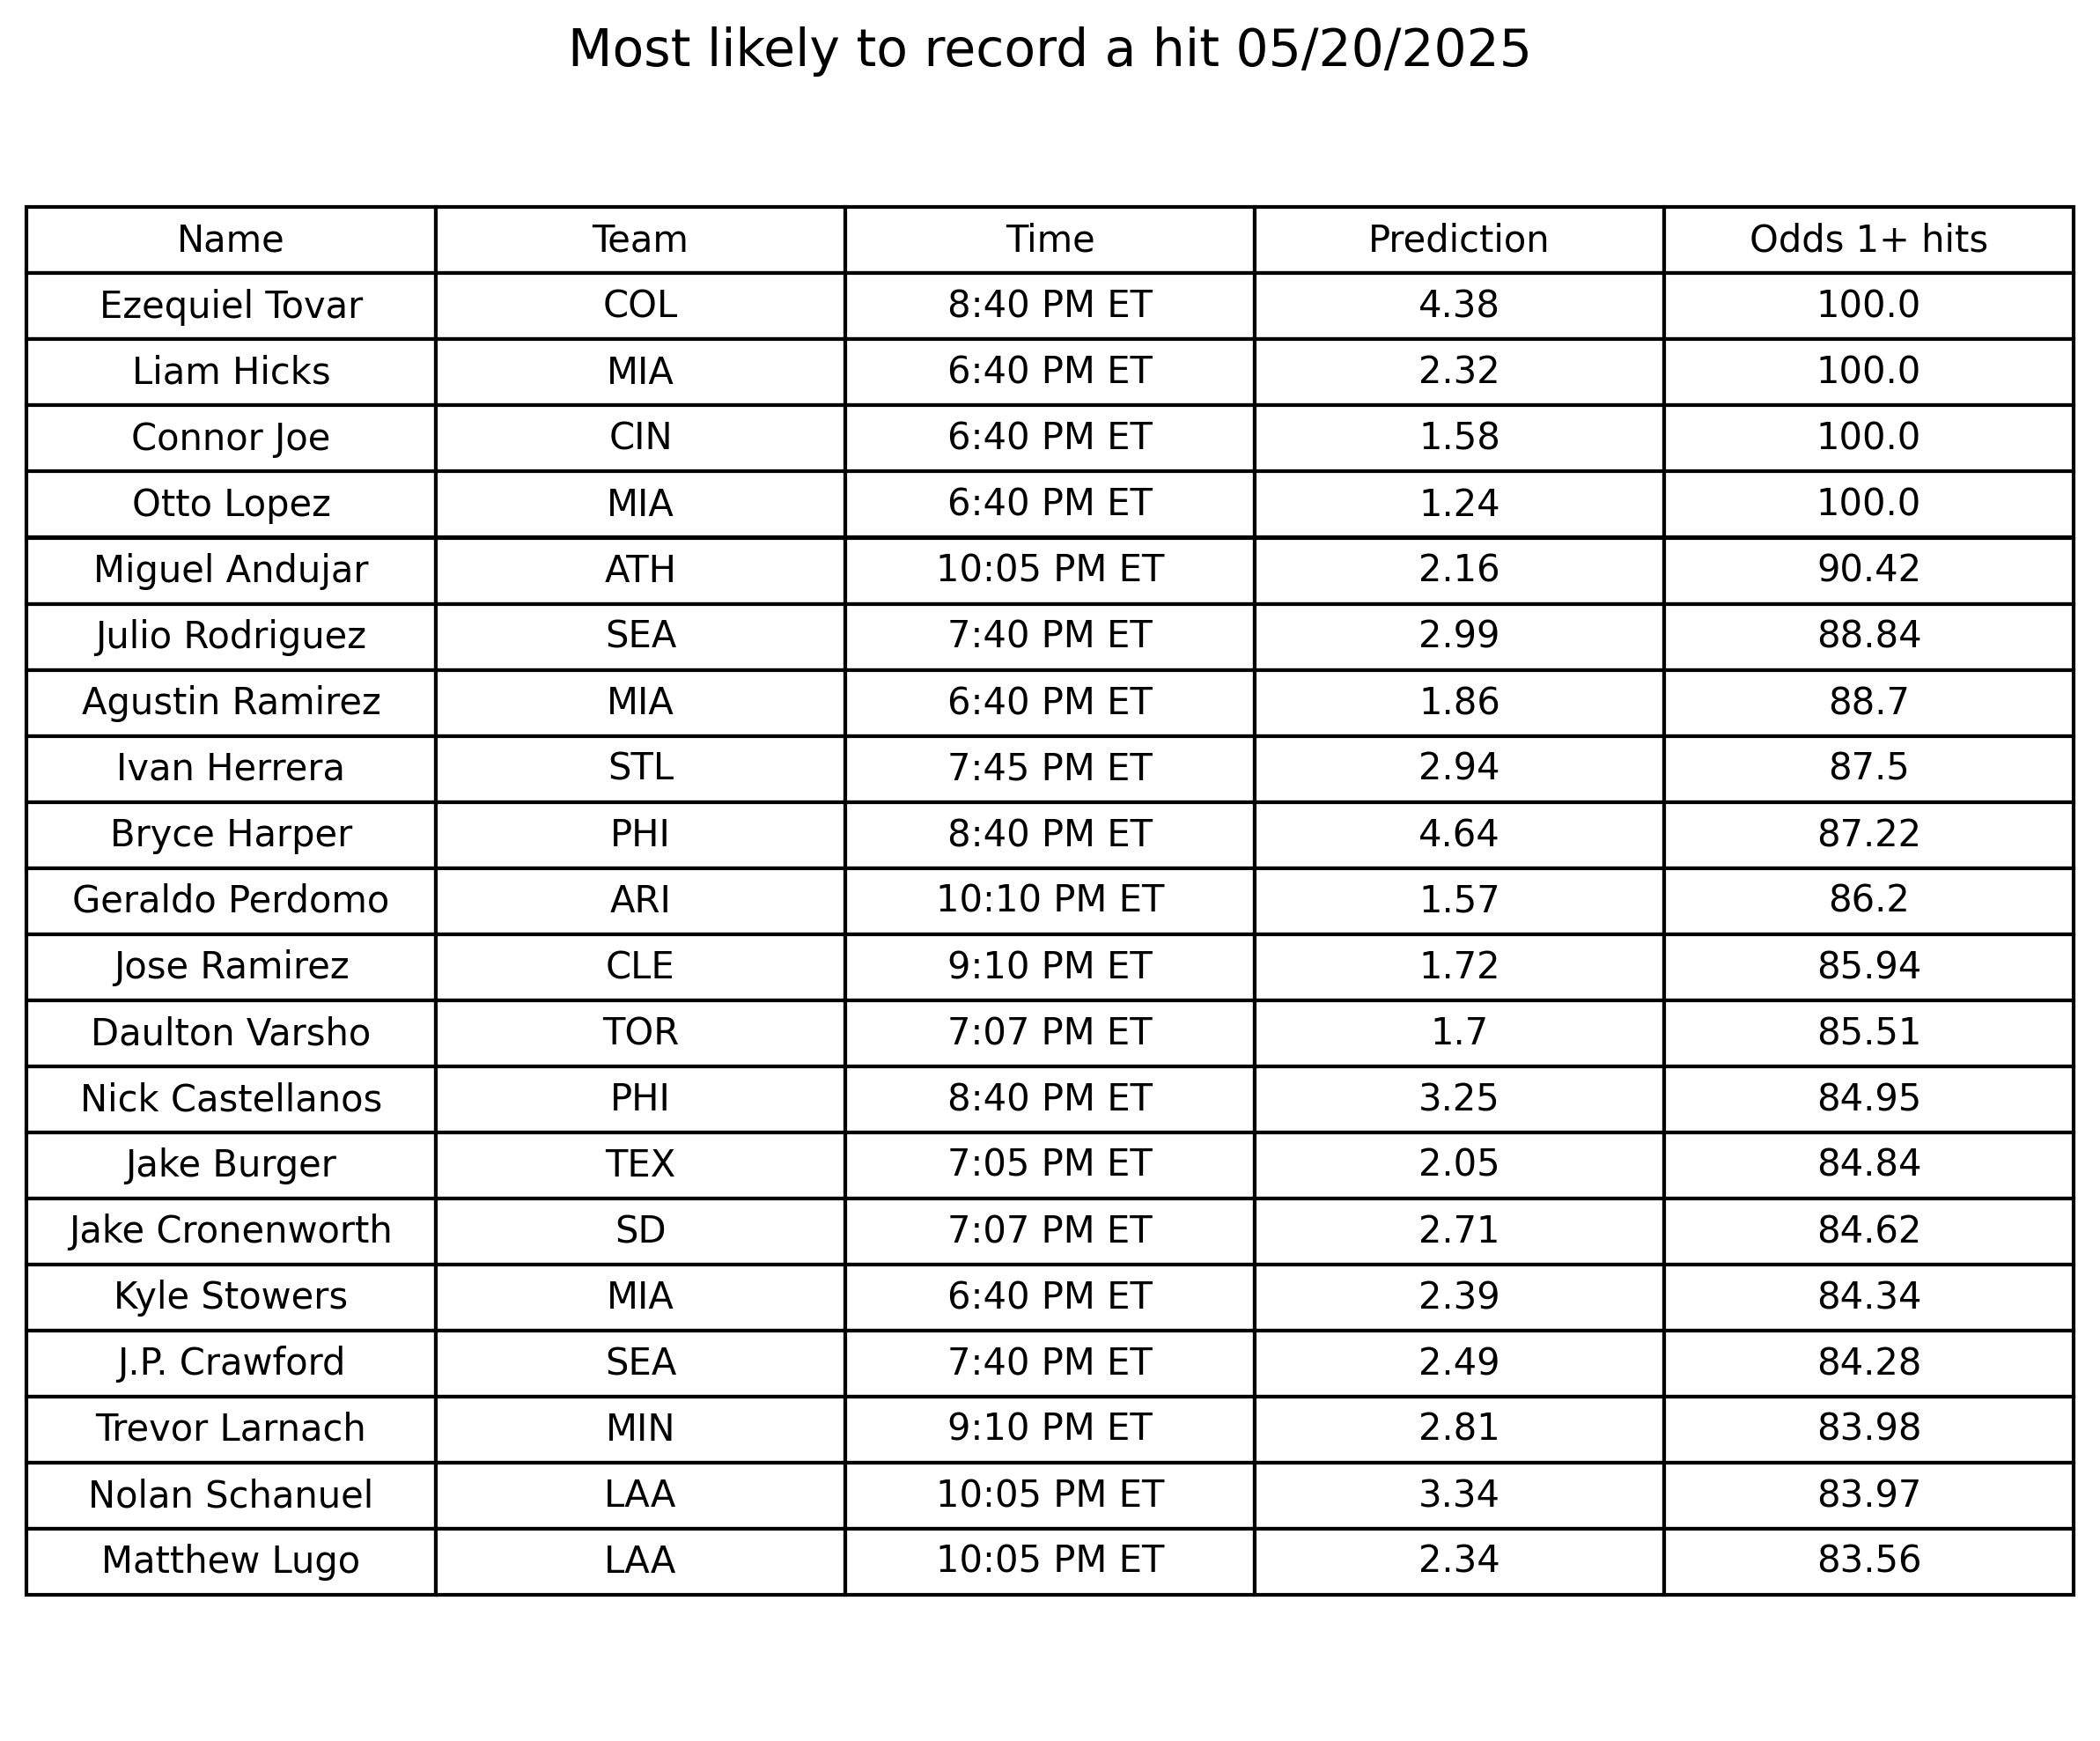 Most likely to record a hit 05/20/2025
Name Team Time Prediction Odds 1+ hits
Ezequiel Tovar COL 8:40 PM ET 4.38 100.0
Liam Hicks MIA 6:40 PM ET 2.32 100.0
Connor Joe CIN 6:40 PM ET 1.58 100.0
Otto Lopez MIA 6:40 PM ET 1.24 100.0
Miguel Andujar ATH 10:05 PM ET 2.16 90.42
Julio Rodriguez SEA 7:40 PM ET 2.99 88.84
Agustin Ramirez MIA 6:40 PM ET 1.86 88.7
Ivan Herrera STL 7:45 PM ET 2.94 87.5
Bryce Harper PHI 8:40 PM ET 4.64 87.22
Geraldo Perdomo ARI 10:10 PM ET 1.57 86.2
Jose Ramirez CLE 9:10 PM ET 1.72 85.94
Daulton Varsho TOR 7:07 PM ET 1.7 85.51
Nick Castellanos PHI 8:40 PM ET 3.25 84.95
Jake Burger TEX 7:05 PM ET 2.05 84.84
Jake Cronenworth SD 7:07 PM ET 2.71 84.62
Kyle Stowers MIA 6:40 PM ET 2.39 84.34
J.P. Crawford SEA 7:40 PM ET 2.49 84.28
Trevor Larnach MIN 9:10 PM ET 2.81 83.98
Nolan Schanuel LAA 10:05 PM ET 3.34 83.97
Matthew Lugo LAA 10:05 PM ET 2.34 83.56